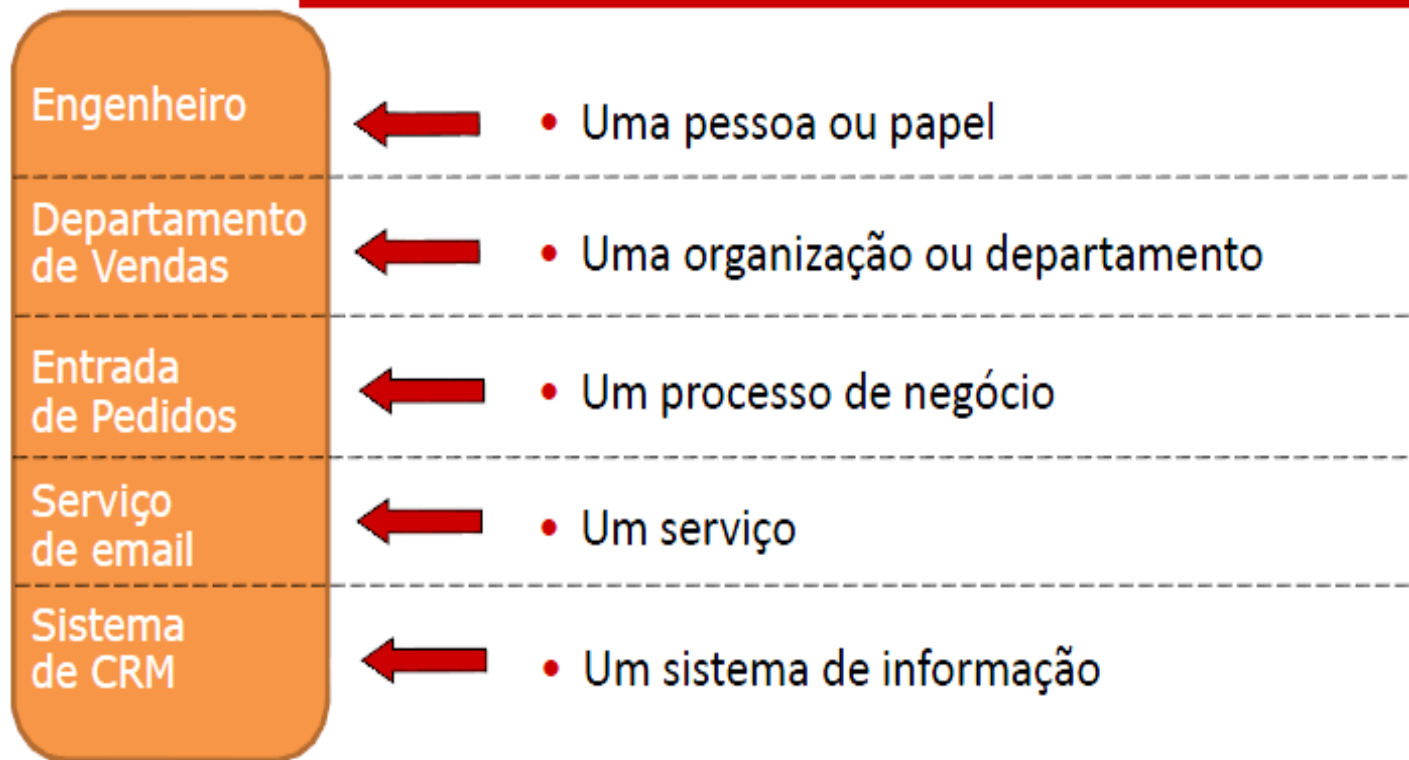 Engenheiro
• Uma pessoa ou papel
Departamento
de Vendas
• Uma organização ou departamento
Entrada
de Pedidos
• Um processo de negócio
Serviço
de email
• Um serviço
Sistema
de CRM
• Um sistema de informação